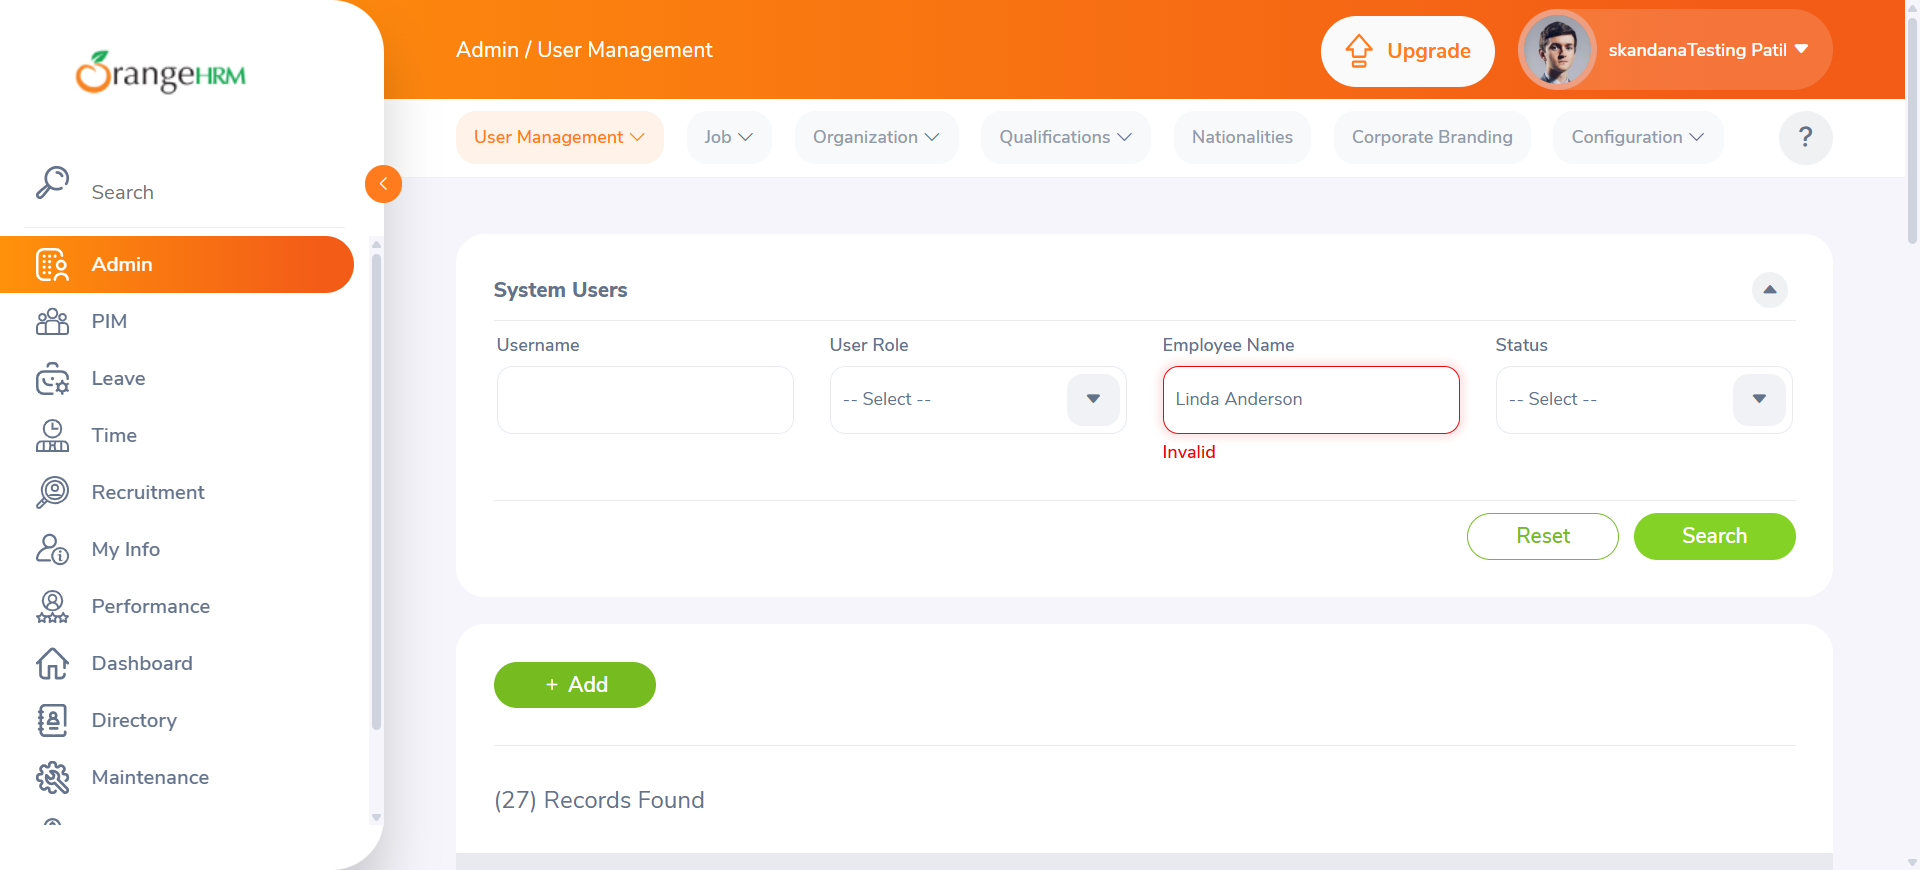 OrangeHRM
Admin / User Management
Upgrade
skandanaTesting Patil
User Management
Job
Organization
Qualifications
Nationalities
Corporate Branding
Configuration
?
Search
Admin
PIM
Leave
Time
Recruitment
My Info
Performance
Dashboard
Directory
Maintenance
System Users
Username
User Role
-- Select --
Employee Name
Linda Anderson
Invalid
Status
-- Select --
Reset
Search
+ Add
(27) Records Found